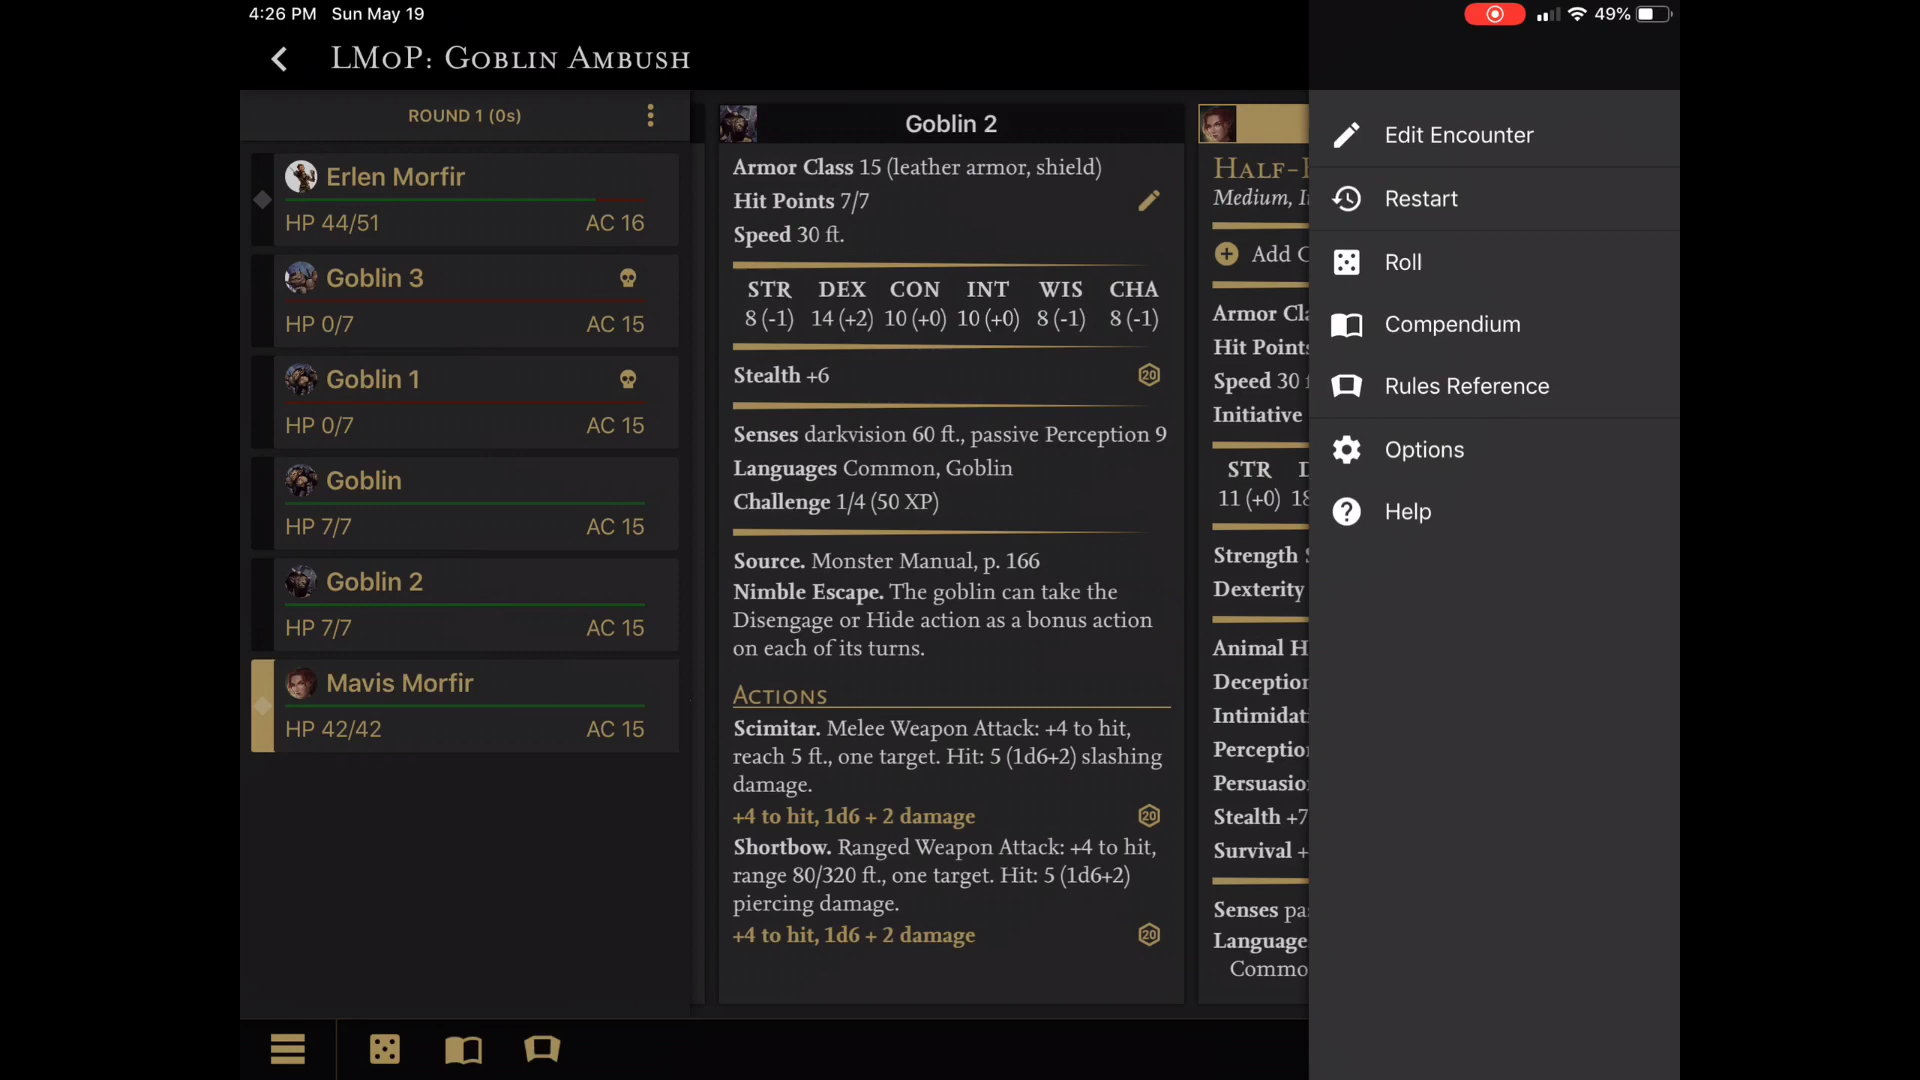 4:26 PM Sun May 19
49%
LMoP: Goblin Ambush
ROUND 1 (0s)
Erlen Morfir
HP 44/51 AC 16
Goblin 3
HP 0/7 AC 15
Goblin 1
HP 0/7 AC 15
Goblin
HP 7/7 AC 15
Goblin 2
HP 7/7 AC 15
Mavis Morfir
HP 42/42 AC 15
Goblin 2
Armor Class 15 (leather armor, shield)
Hit Points 7/7
Speed 30 ft.
STR DEX CON INT WIS CHA
8 (-1) 14 (+2) 10 (+0) 10 (+0) 8 (-1) 8 (-1)
Stealth +6
20
Senses darkvision 60 ft., passive Perception 9
Languages Common, Goblin
Challenge 1/4 (50 XP)
Source. Monster Manual, p. 166
Nimble Escape. The goblin can take the
Disengage or Hide action as a bonus action
on each of its turns.
Actions
Scimitar. Melee Weapon Attack: +4 to hit,
reach 5 ft., one target. Hit: 5 (1d6+2) slashing
damage.
+4 to hit, 1d6 + 2 damage
20
Shortbow. Ranged Weapon Attack: +4 to hit,
range 80/320 ft., one target. Hit: 5 (1d6+2)
piercing damage.
+4 to hit, 1d6 + 2 damage
20
Half-
Medium,
Add
Armor
Hit
Speed 30
Initiative
STR
11 (+0) 18
Strength
Dexterity
Animal
Stealth +7
Survival +
Senses
Edit Encounter
Restart
Roll
Compendium
Rules Reference
Options
Help